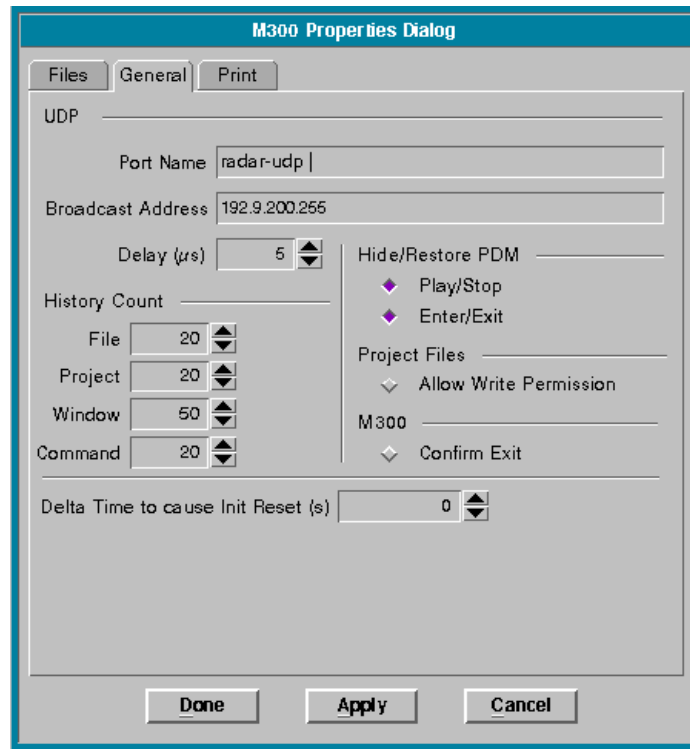 M300 Properties Dialog
Files General Print
UDP
Port Name radar-udp
Broadcast Address 192.9.200.255
Delay (µs) 5
History Count
File 20
Project 20
Window 50
Command 20
Hide/Restore PDM
Play/Stop
Enter/Exit
Project Files
Allow Write Permission
M300
Confirm Exit
Delta Time to cause Init Reset (s) 0
Done Apply Cancel